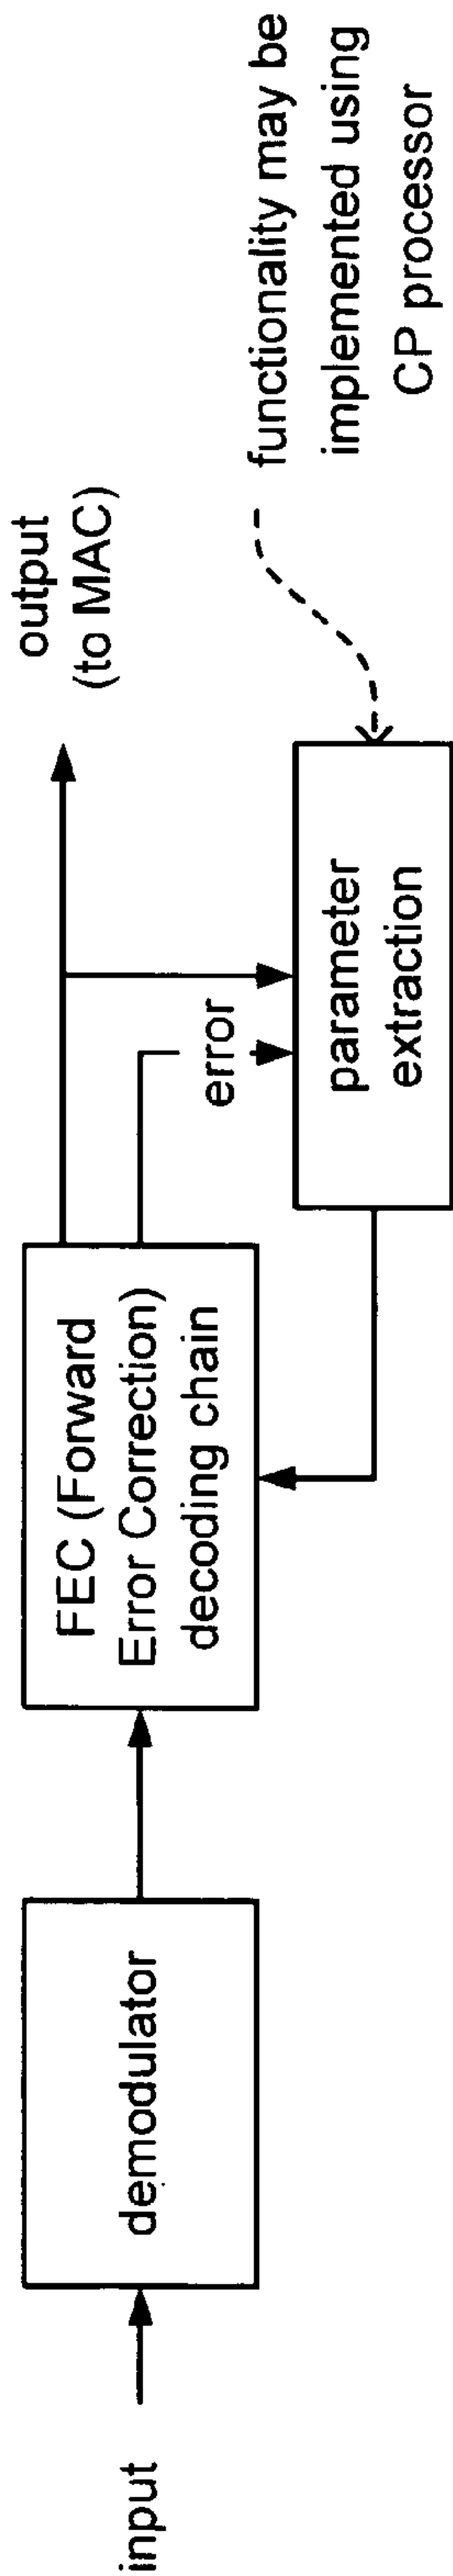 input
demodulator
FEC (Forward
Error Correction)
decoding chain
error
output
(to MAC)
parameter
extraction
functionality may be
implemented using
CP processor